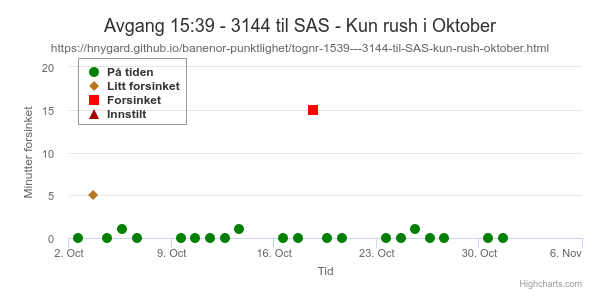 Avgang 15:39 - 3144 til SAS - Kun rush i Oktober
https://hnygard.github.io/banenor-punktlighet/tognr-1539---3144-til-SAS-kun-rush-oktober.html
På tiden
Litt forsinket
Forsinket
Innstilt
Minutter forsinket
20
15
10
5
0
2. Oct
9. Oct
16. Oct
23. Oct
30. Oct
6. Nov
Tid
Highcharts.com